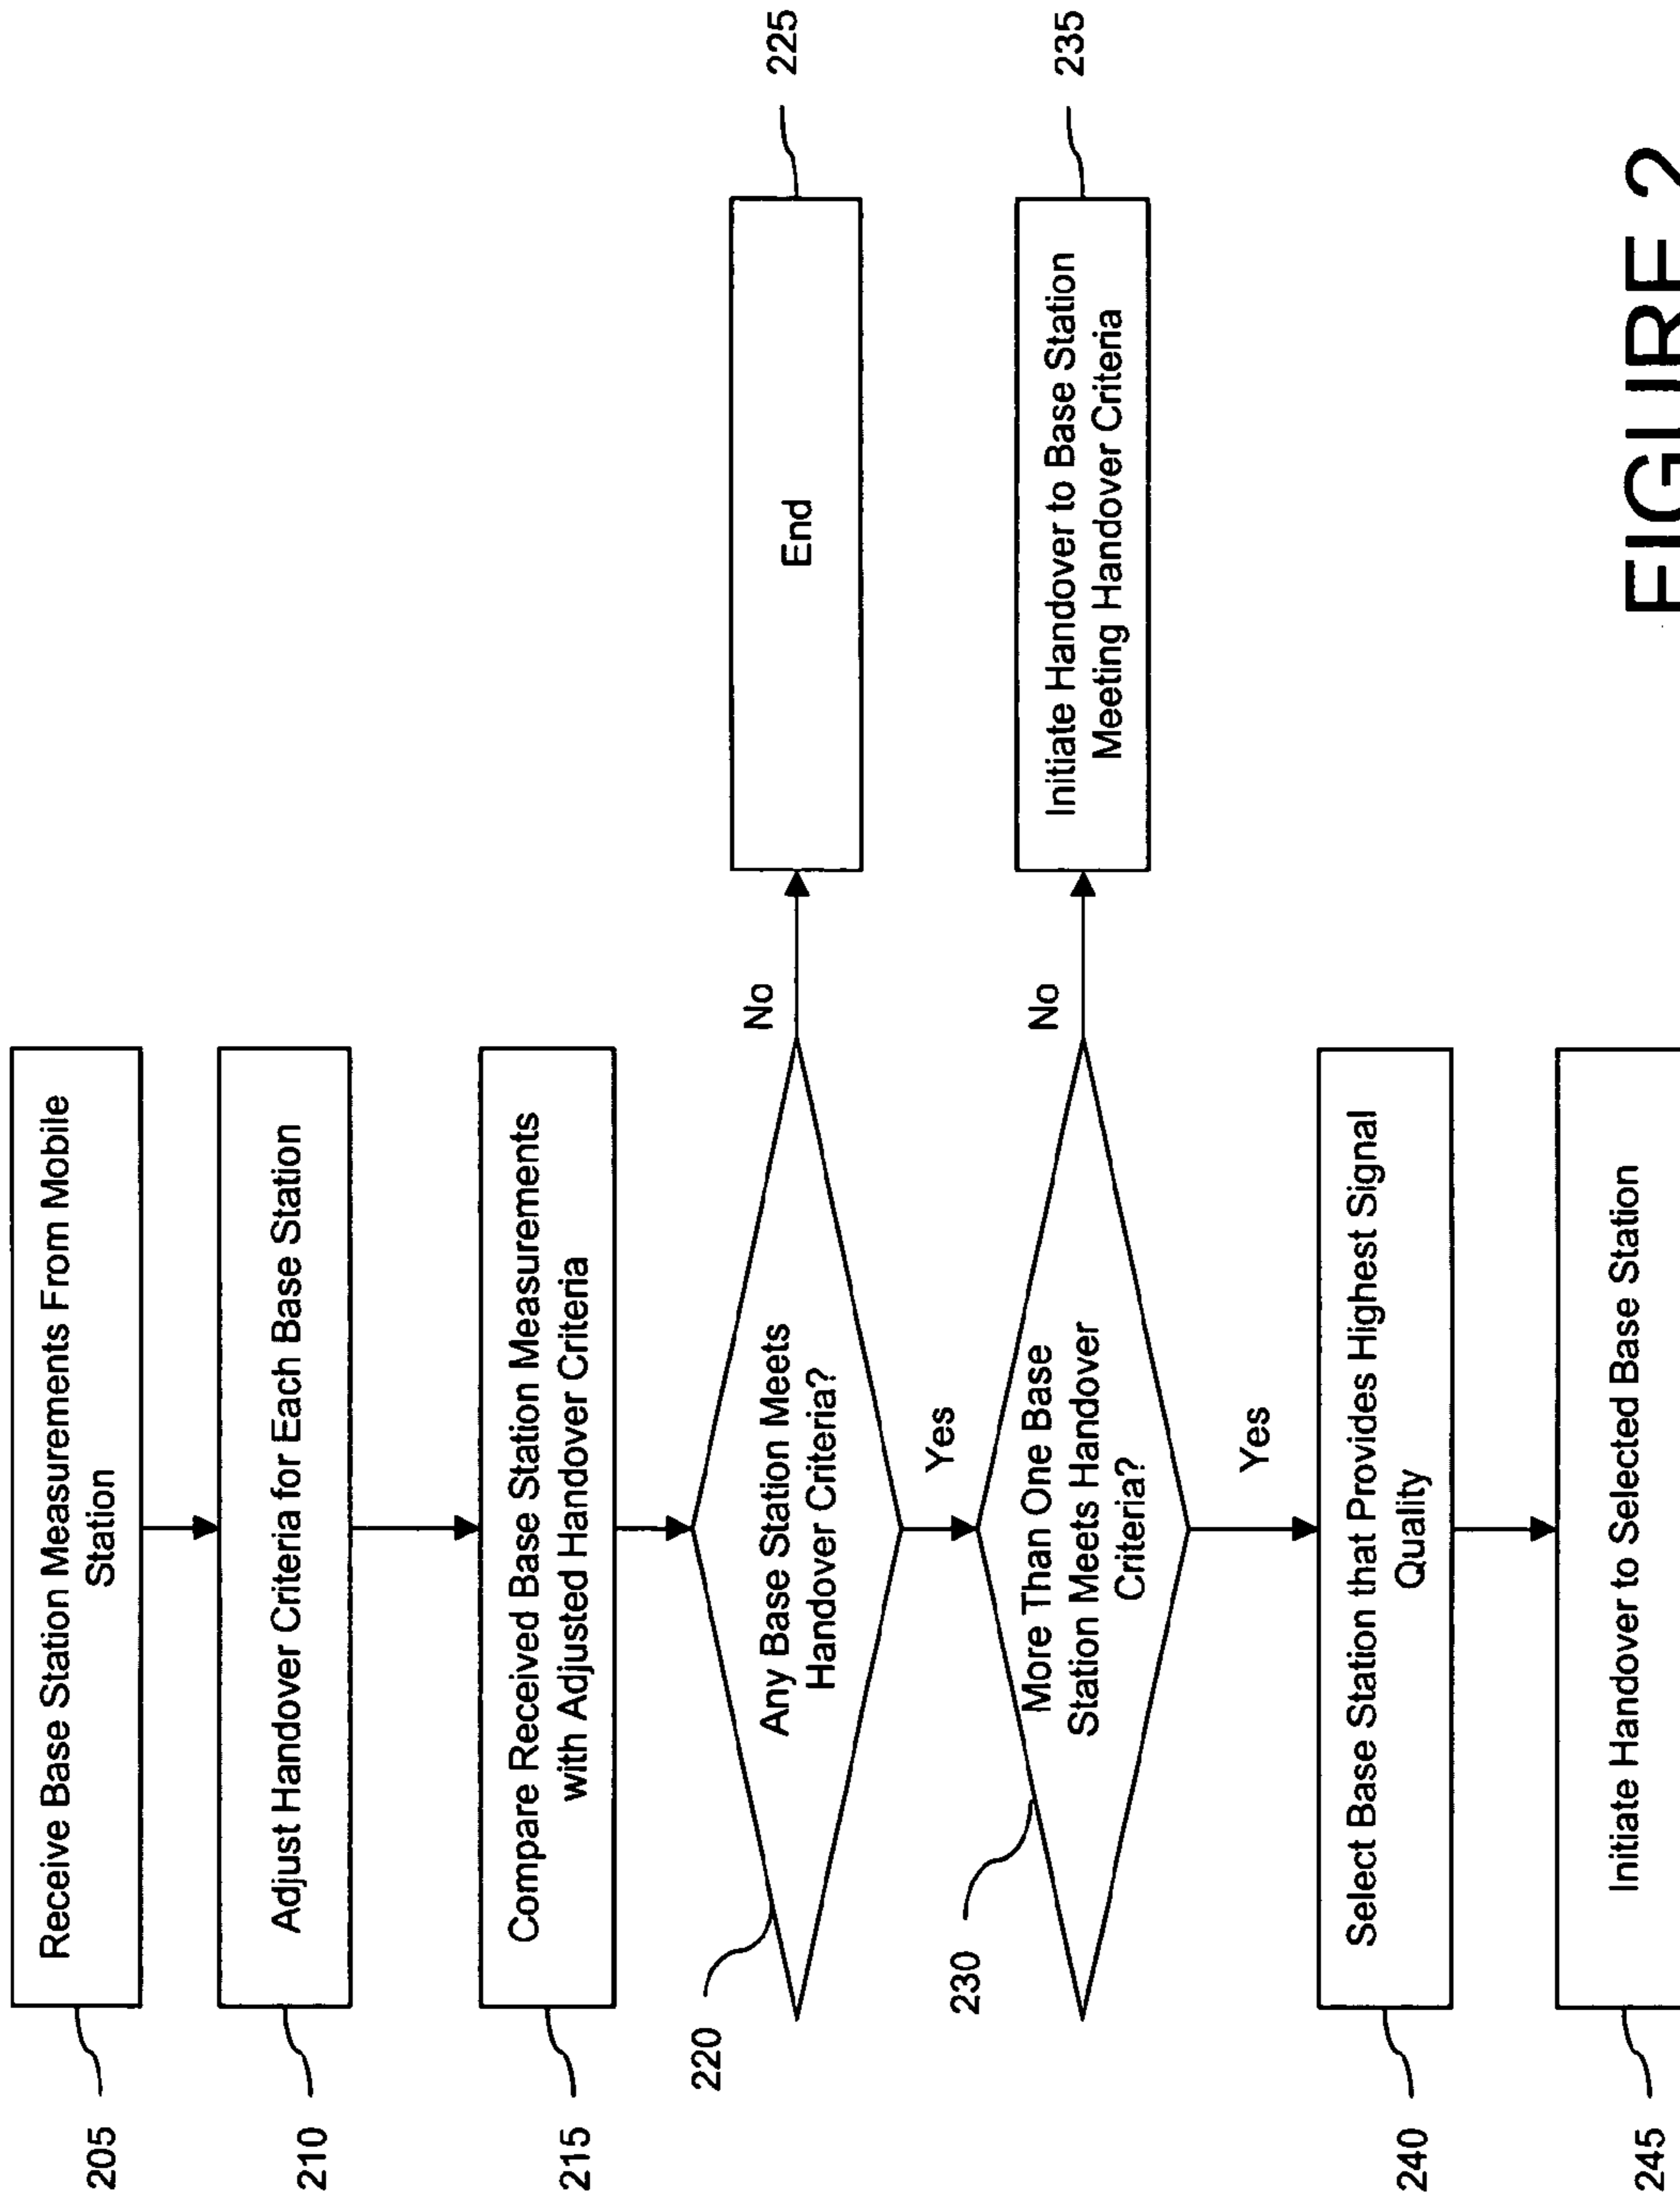 205
Receive Base Station Measurements From Mobile
Station
210
Adjust Handover Criteria for Each Base Station
215
Compare Received Base Station Measurements
with Adjusted Handover Criteria
220
Any Base Station Meets
Handover Criteria?
No
End
225
Yes
230
More Than One Base
Station Meets Handover
Criteria?
No
Initiate Handover to Base Station
Meeting Handover Criteria
235
Yes
240
Select Base Station that Provides Highest Signal
Quality
245
Initiate Handover to Selected Base Station
FIGURE 2